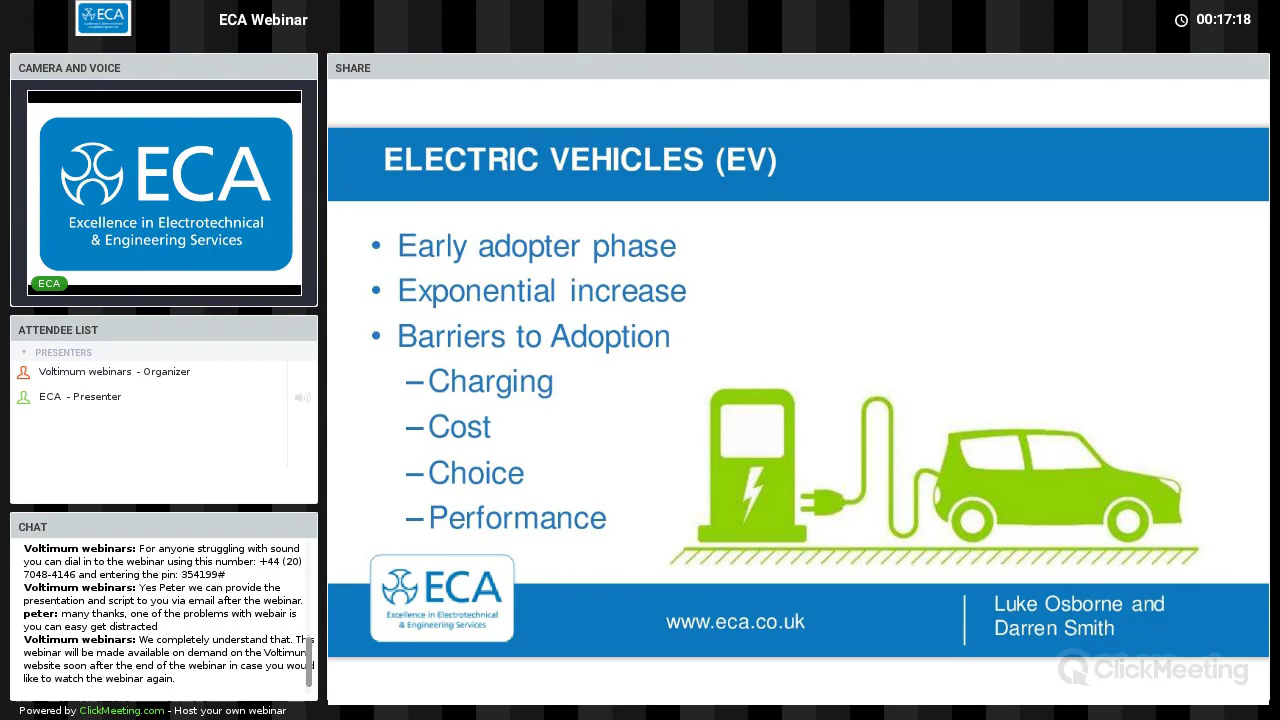 ECA
Excellence in Electrotechnical
& Engineering Services
ECA Webinar
00:17:18
CAMERA AND VOICE
ECA
Excellence in Electrotechnical
& Engineering Services
ECA
ATTENDEE LIST
PRESENTERS
Voltimum webinars - Organizer
ECA - Presenter
CHAT
Voltimum webinars: For anyone struggling with sound
you can dial in to the webinar using this number: +44 (20)
7048-4146 and entering the pin: 354199#
Voltimum webinars: Yes Peter we can provide the
presentation and script to you via email after the webinar.
peter: many thanks, one of the problems with webair is
you can easy get distracted
Voltimum webinars: We completely understand that. This
webinar will be made available on demand on the Voltimum
website soon after the end of the webinar in case you would
like to watch the webinar again.
Powered by ClickMeeting.com - Host your own webinar
SHARE
ELECTRIC VEHICLES (EV)
• Early adopter phase
• Exponential increase
• Barriers to Adoption
– Charging
– Cost
– Choice
– Performance
ECA
Excellence in Electrotechnical
& Engineering Services
www.eca.co.uk
Luke Osborne and
Darren Smith
ClickMeeting